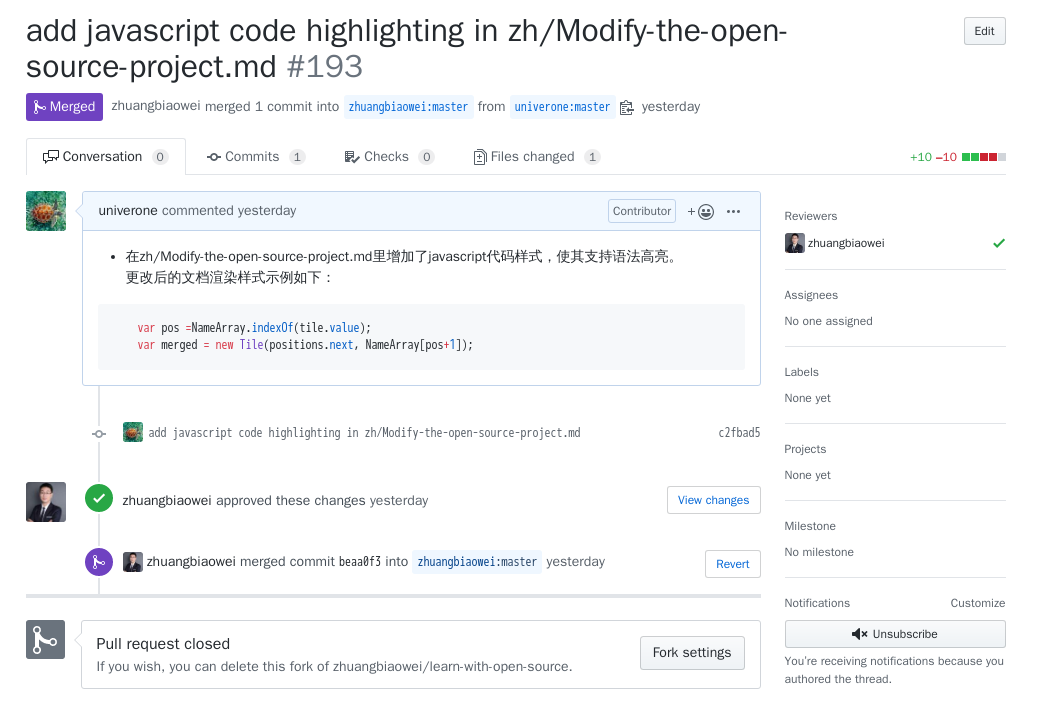 add javascript code highlighting in zh/Modify-the-open-
source-project.md #193
Edit
Merged zhuangbiaowei merged 1 commit into zhuangbiaowei:master from univerone:master yesterday
Conversation 0 Commits 1 Checks 0 Files changed 1 +10 −10
univerone commented yesterday Contributor +
在zh/Modify-the-open-source-project.md里增加了javascript代码样式，使其支持语法高亮。
更改后的文档渲染样式示例如下：
var pos =NameArray.indexOf(tile.value);
var merged = new Tile(positions.next, NameArray[pos+1]);
add javascript code highlighting in zh/Modify-the-open-source-project.md c2fbad5
zhuangbiaowei approved these changes yesterday View changes
zhuangbiaowei merged commit beaa0f3 into zhuangbiaowei:master yesterday Revert
Pull request closed
If you wish, you can delete this fork of zhuangbiaowei/learn-with-open-source.
Fork settings
Reviewers
zhuangbiaowei
Assignees
No one assigned
Labels
None yet
Projects
None yet
Milestone
No milestone
Notifications Customize
Unsubscribe
You're receiving notifications because you
authored the thread.